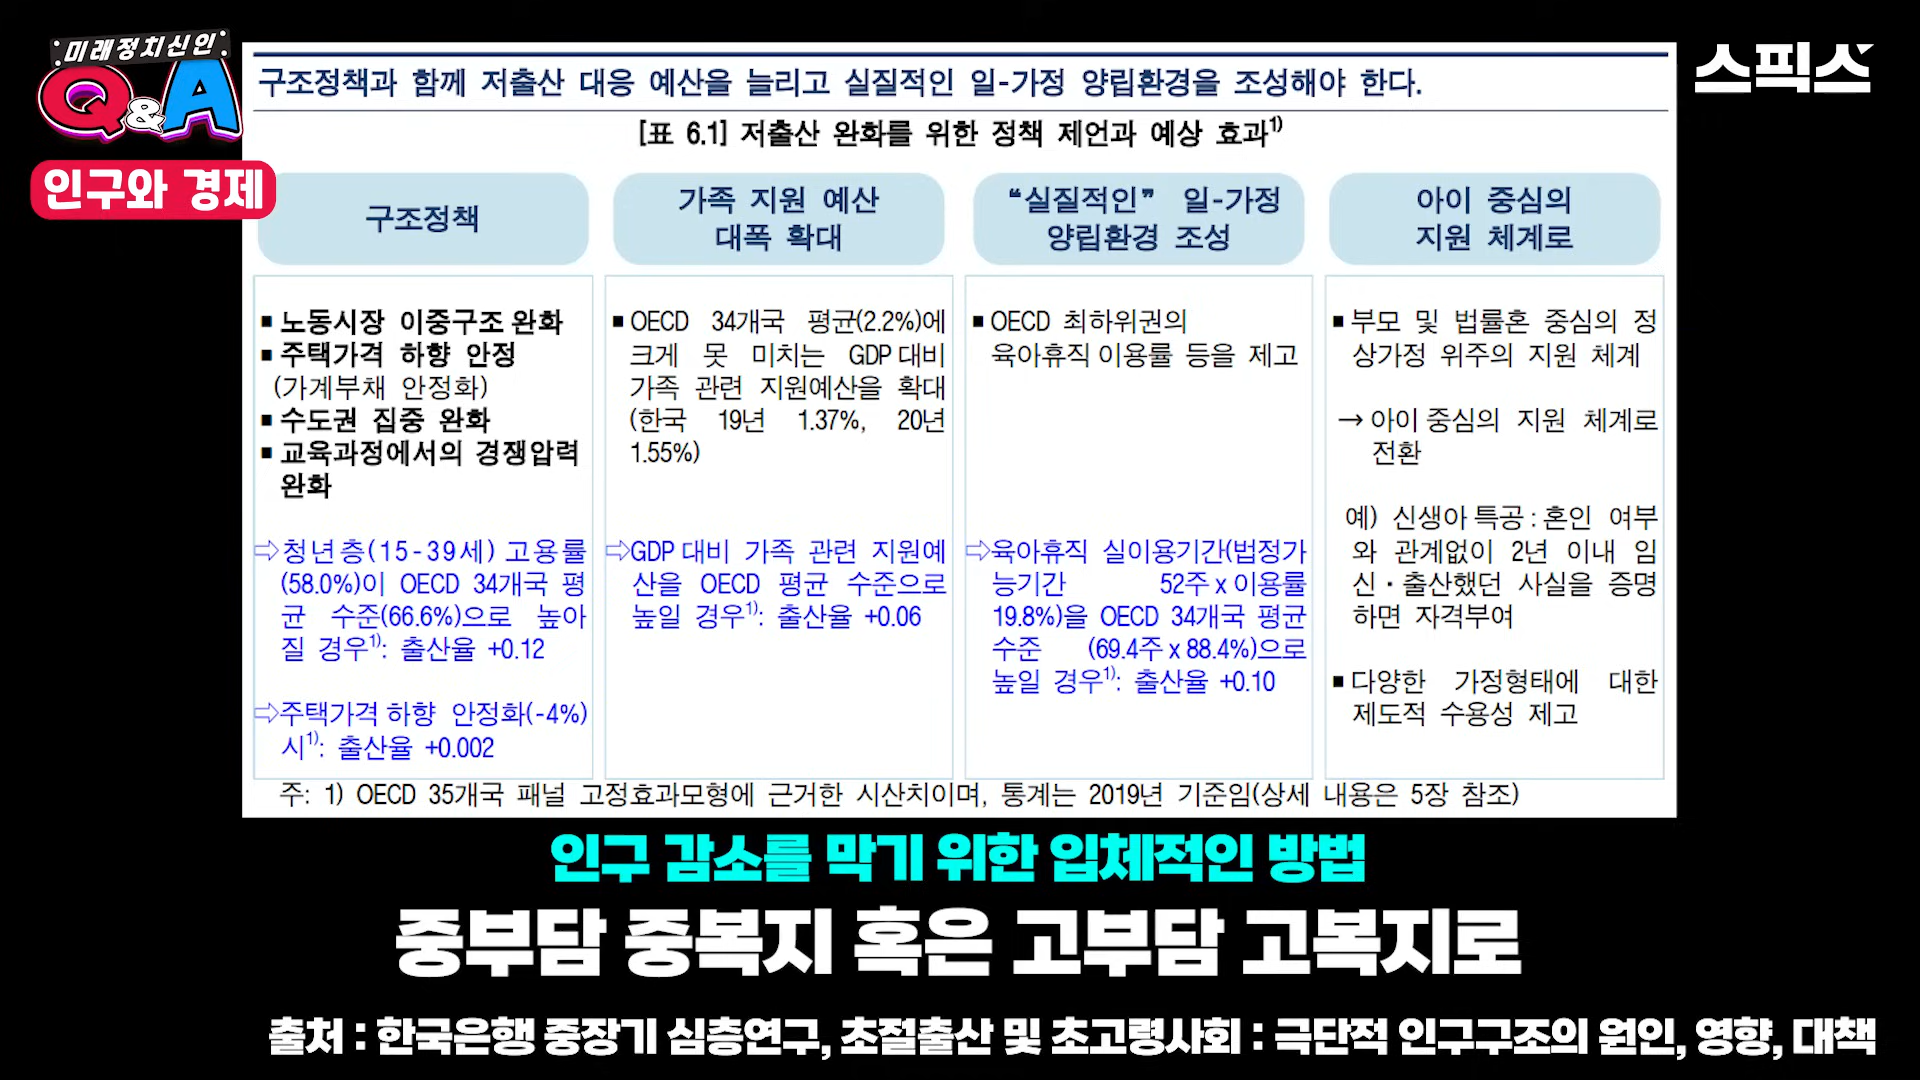 미래정치신인
Q&A
인구와 경제
스픽스
구조정책과 함께 저출산 대응 예산을 늘리고 실질적인 일-가정 양립환경을 조성해야 한다.
[표 6.1] 저출산 완화를 위한 정책 제언과 예상 효과1)
구조정책
■ 노동시장 이중구조 완화
■ 주택가격 하향 안정
(가계부채 안정화)
■ 수도권 집중 완화
■ 교육과정에서의 경쟁압력
완화
⇨청년층(15-39세) 고용률
(58.0%)이 OECD 34개국 평
균 수준(66.6%)으로 높아
질 경우1): 출산율 +0.12
⇨주택가격 하향 안정화(-4%)
시1): 출산율 +0.002
가족 지원 예산
대폭 확대
■ OECD 34개국 평균(2.2%)에
크게 못 미치는 GDP 대비
가족 관련 지원예산을 확대
(한국 19년 1.37%, 20년
1.55%)
⇨GDP 대비 가족 관련 지원예
산을 OECD 평균 수준으로
높일 경우1): 출산율 +0.06
“실질적인” 일-가정
양립환경 조성
■ OECD 최하위권의
육아휴직 이용률 등을 제고
⇨육아휴직 실이용기간(법정가
능기간 52주 x 이용률
19.8%)을 OECD 34개국 평균
수준 (69.4주 x 88.4%)으로
높일 경우1): 출산율 +0.10
아이 중심의
지원 체계로
■ 부모 및 법률혼 중심의 정
상가정 위주의 지원 체계
→ 아이 중심의 지원 체계로
전환
예) 신생아 특공 : 혼인 여부
와 관계없이 2년 이내 임
신·출산했던 사실을 증명
하면 자격부여
■ 다양한 가정형태에 대한
제도적 수용성 제고
주: 1) OECD 35개국 패널 고정효과모형에 근거한 시산치이며, 통계는 2019년 기준임(상세 내용은 5장 참조)
인구 감소를 막기 위한 입체적인 방법
중부담 중복지 혹은 고부담 고복지로
출처 : 한국은행 중장기 심층연구, 초절출산 및 초고령사회 : 극단적 인구구조의 원인, 영향, 대책